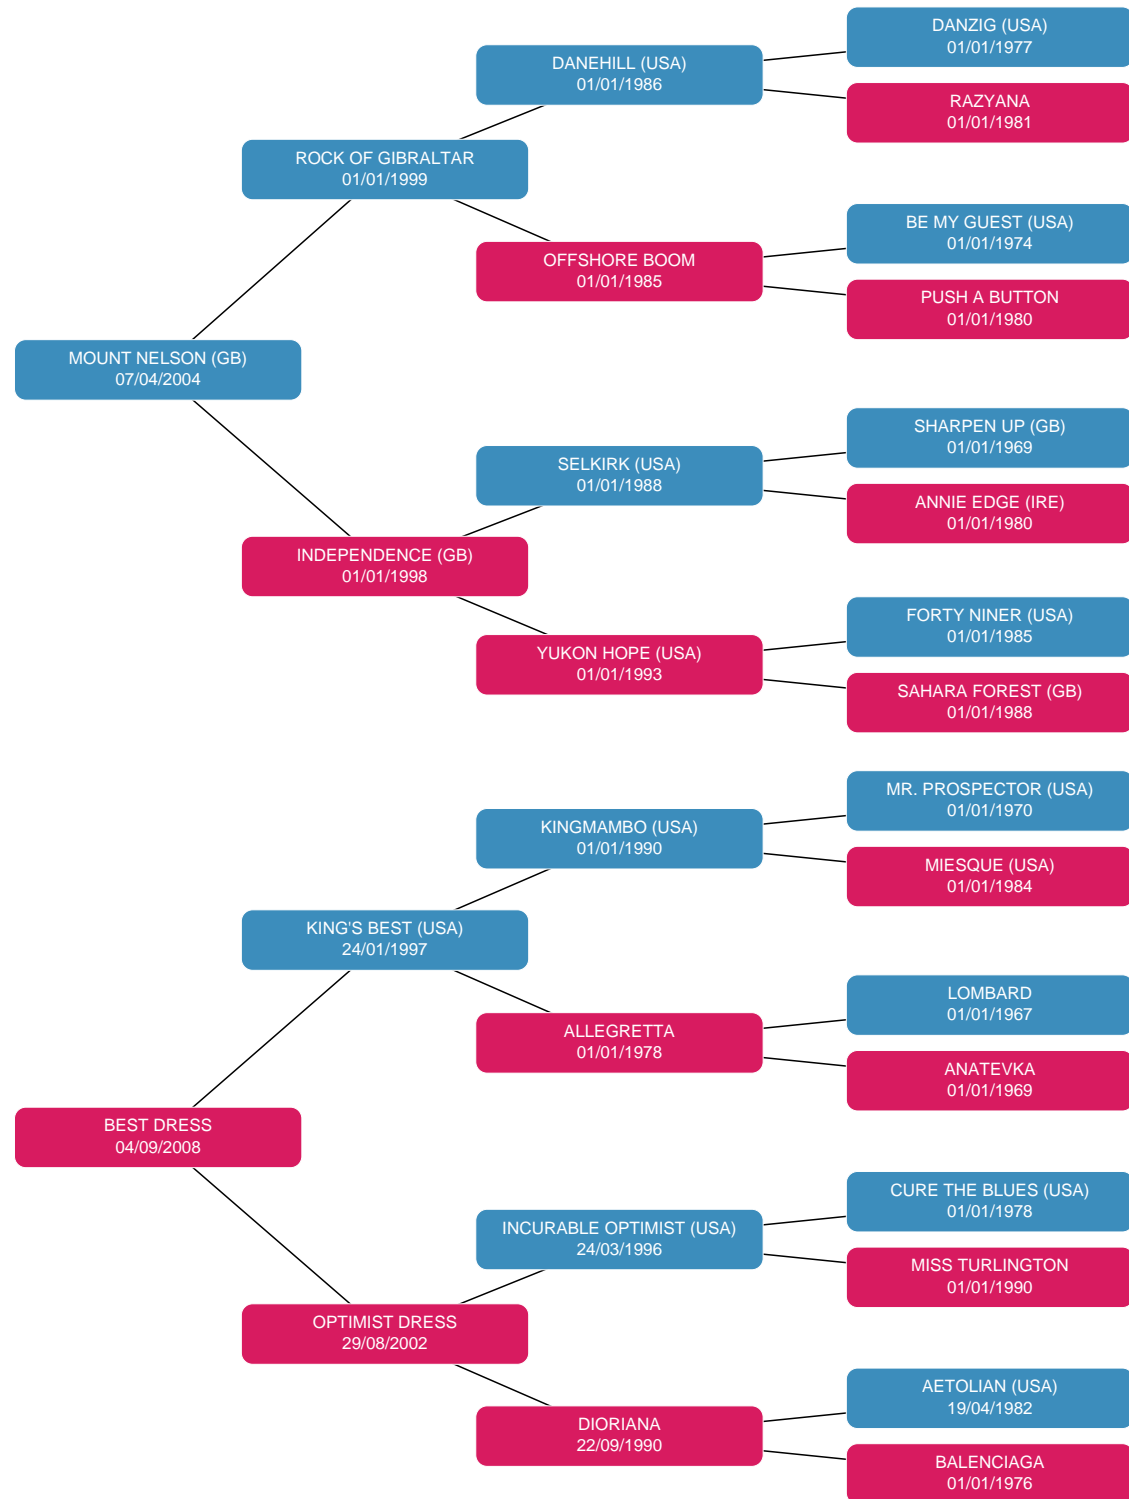 DANZIG (USA)
01/01/1977
DANEHILL (USA)
01/01/1986
RAZYANA
01/01/1981
ROCK OF GIBRALTAR
01/01/1999
BE MY GUEST (USA)
01/01/1974
OFFSHORE BOOM
01/01/1985
PUSH A BUTTON
01/01/1980
MOUNT NELSON (GB)
07/04/2004
SHARPEN UP (GB)
01/01/1969
SELKIRK (USA)
01/01/1988
ANNIE EDGE (IRE)
01/01/1980
INDEPENDENCE (GB)
01/01/1998
FORTY NINER (USA)
01/01/1985
YUKON HOPE (USA)
01/01/1993
SAHARA FOREST (GB)
01/01/1988
MR. PROSPECTOR (USA)
01/01/1970
KINGMAMBO (USA)
01/01/1990
MIESQUE (USA)
01/01/1984
KING'S BEST (USA)
24/01/1997
LOMBARD
01/01/1967
ALLEGRETTA
01/01/1978
ANATEVKA
01/01/1969
BEST DRESS
04/09/2008
CURE THE BLUES (USA)
01/01/1978
INCURABLE OPTIMIST (USA)
24/03/1996
MISS TURLINGTON
01/01/1990
OPTIMIST DRESS
29/08/2002
AETOLIAN (USA)
19/04/1982
DIORIANA
22/09/1990
BALENCIAGA
01/01/1976